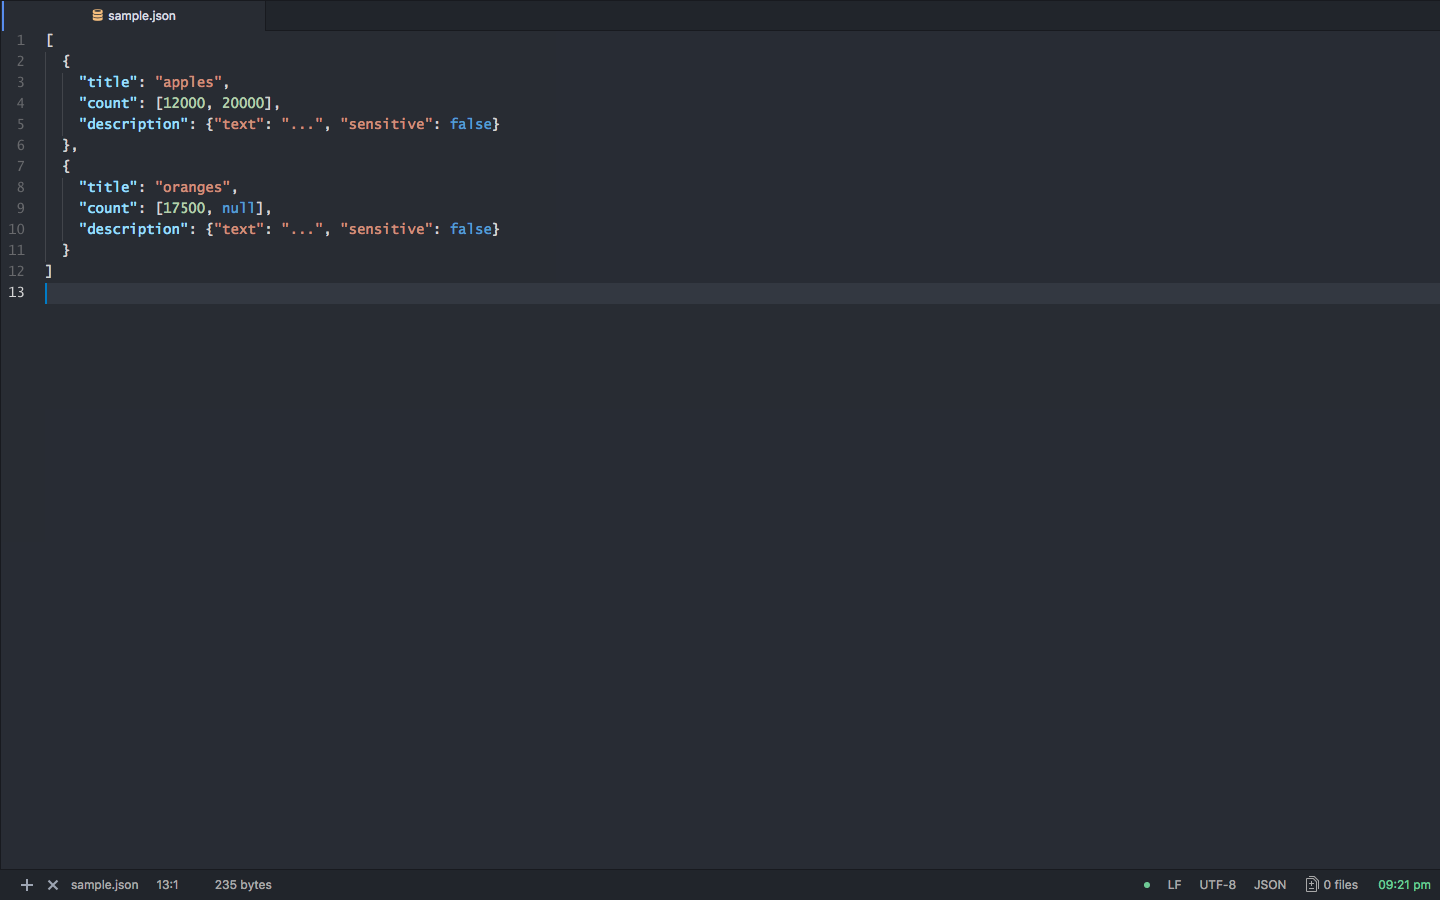 sample.json
1 [
2   {
3     "title": "apples",
4     "count": [12000, 20000],
5     "description": {"text": "...", "sensitive": false}
6   },
7   {
8     "title": "oranges",
9     "count": [17500, null],
10     "description": {"text": "...", "sensitive": false}
11   }
12 ]
13
sample.json 13:1 235 bytes LF UTF-8 JSON 0 files 09:21 pm